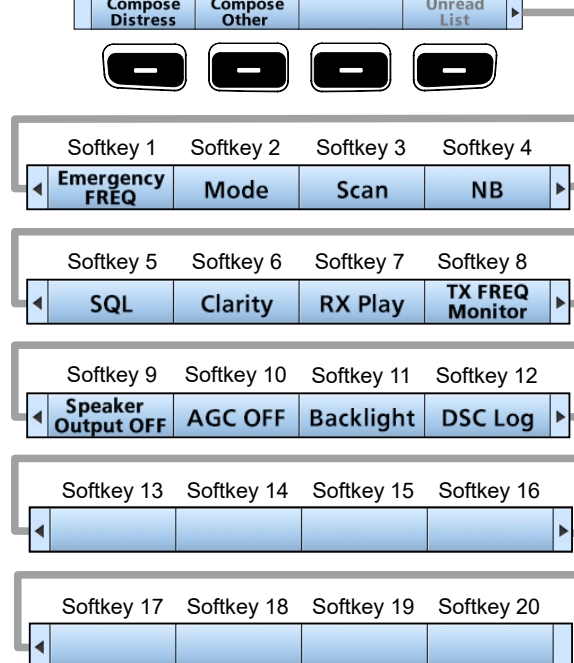 Compose Distress Compose Other Unread List
Softkey 1 Softkey 2 Softkey 3 Softkey 4
Emergency FREQ Mode Scan NB
Softkey 5 Softkey 6 Softkey 7 Softkey 8
SQL Clarity RX Play TX FREQ Monitor
Softkey 9 Softkey 10 Softkey 11 Softkey 12
Speaker Output OFF AGC OFF Backlight DSC Log
Softkey 13 Softkey 14 Softkey 15 Softkey 16
Softkey 17 Softkey 18 Softkey 19 Softkey 20